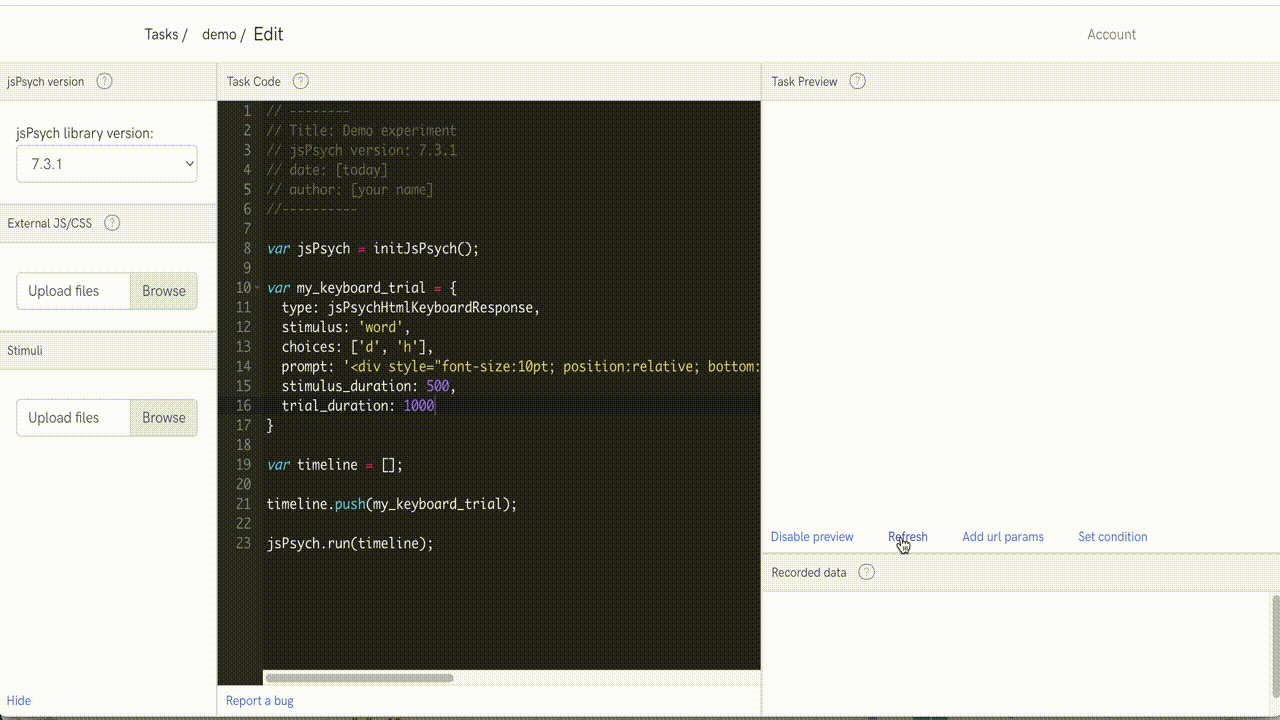 Tasks / demo / Edit
Account
jsPsych version ?
jsPsych library version:
7.3.1
External JS/CSS ?
Upload files Browse
Stimuli
Upload files Browse
Hide
Task Code ?
1 // --------
2 // Title: Demo experiment
3 // jsPsych version: 7.3.1
4 // date: [today]
5 // author: [your name]
6 //----------
7
8 var jsPsych = initJsPsych();
9
10 var my_keyboard_trial = {
11 type: jsPsychHtmlKeyboardResponse,
12 stimulus: 'word',
13 choices: ['d', 'h'],
14 prompt: '<div style="font-size:10pt; position:relative; bottom:
15 stimulus_duration: 500,
16 trial_duration: 1000
17 }
18
19 var timeline = [];
20
21 timeline.push(my_keyboard_trial);
22
23 jsPsych.run(timeline);
Report a bug
Task Preview ?
Disable preview Refresh Add url params Set condition
Recorded data ?